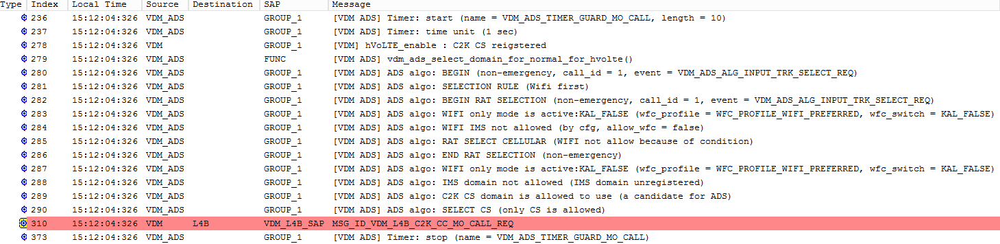 Type Index Local Time Source Destination SAP Message
236 15:12:04:326 VDM_ADS GROUP_1 [VDM ADS] Timer: start (name = VDM_ADS_TIMER_GUARD_MO_CALL, length = 10)
237 15:12:04:326 VDM_ADS GROUP_1 [VDM ADS] Timer: time unit (1 sec)
278 15:12:04:326 VDM GROUP_1 [VDM] hVoLTE_enable : C2K CS reigstered
279 15:12:04:326 VDM_ADS FUNC [VDM ADS] vdm_ads_select_domain_for_normal_for_hvolte()
280 15:12:04:326 VDM_ADS GROUP_1 [VDM ADS] ADS algo: BEGIN (non-emergency, call_id = 1, event = VDM_ADS_ALG_INPUT_TRK_SELECT_REQ)
281 15:12:04:326 VDM_ADS GROUP_1 [VDM ADS] ADS algo: SELECTION RULE (Wifi first)
282 15:12:04:326 VDM_ADS GROUP_1 [VDM ADS] ADS algo: BEGIN RAT SELECTION (non-emergency, call_id = 1, event = VDM_ADS_ALG_INPUT_TRK_SELECT_REQ)
283 15:12:04:326 VDM_ADS GROUP_1 [VDM ADS] ADS algo: WIFI only mode is active:KAL_FALSE (wfc_profile = WFC_PROFILE_WIFI_PREFERRED, wfc_switch = KAL_FALSE)
284 15:12:04:326 VDM_ADS GROUP_1 [VDM ADS] ADS algo: WIFI IMS not allowed (by cfg, allow_wfc = false)
285 15:12:04:326 VDM_ADS GROUP_1 [VDM ADS] ADS algo: RAT SELECT CELLULAR (WIFI not allow because of condition)
286 15:12:04:326 VDM_ADS GROUP_1 [VDM ADS] ADS algo: END RAT SELECTION (non-emergency)
287 15:12:04:326 VDM_ADS GROUP_1 [VDM ADS] ADS algo: WIFI only mode is active:KAL_FALSE (wfc_profile = WFC_PROFILE_WIFI_PREFERRED, wfc_switch = KAL_FALSE)
288 15:12:04:326 VDM_ADS GROUP_1 [VDM ADS] ADS algo: IMS domain not allowed (IMS domain unregistered)
289 15:12:04:326 VDM_ADS GROUP_1 [VDM ADS] ADS algo: C2K CS domain is allowed to use (a candidate for ADS)
290 15:12:04:326 VDM_ADS GROUP_1 [VDM ADS] ADS algo: SELECT CS (only CS is allowed)
310 15:12:04:326 VDM L4B VDM_L4B_SAP MSG_ID_VDM_L4B_C2K_CC_MO_CALL_REQ
373 15:12:04:326 VDM_ADS GROUP_1 [VDM ADS] Timer: stop (name = VDM_ADS_TIMER_GUARD_MO_CALL)